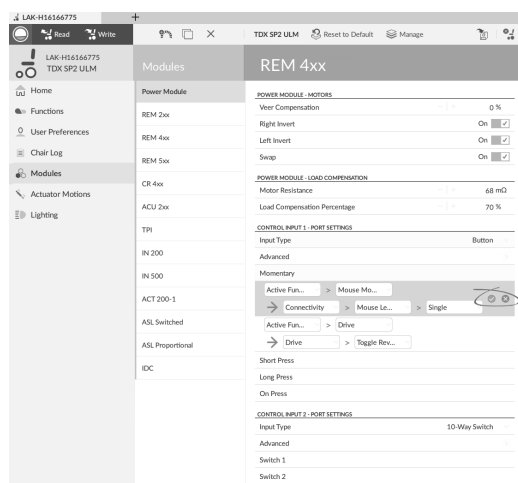 LAK-H16166775 +
Read Write TDX SP2 ULM Reset to Default Manage
LAK-H16166775
TDX SP2 ULM
Home
Functions
User Preferences
Chair Log
Modules
Actuator Motions
Lighting
Modules
Power Module
REM 2xx
REM 4xx
REM 5xx
CR 4xx
ACU 2xx
TPI
IN 200
IN 500
ACT 200-1
ASL Switched
ASL Proportional
IDC
REM 4xx
POWER MODULE - MOTORS
Veer Compensation 0 %
Right Invert On
Left Invert On
Swap On
POWER MODULE - LOAD COMPENSATION
Motor Resistance 68 mΩ
Load Compensation Percentage 70 %
CONTROL INPUT 1 - PORT SETTINGS
Input Type Button
Advanced
Momentary
Active Fun... > Mouse Mo...
Connectivity > Mouse Le... > Single
Active Fun... > Drive
Drive > Toggle Rev...
Short Press
Long Press
On Press
CONTROL INPUT 2 - PORT SETTINGS
Input Type 10-Way Switch
Advanced
Switch 1
Switch 2